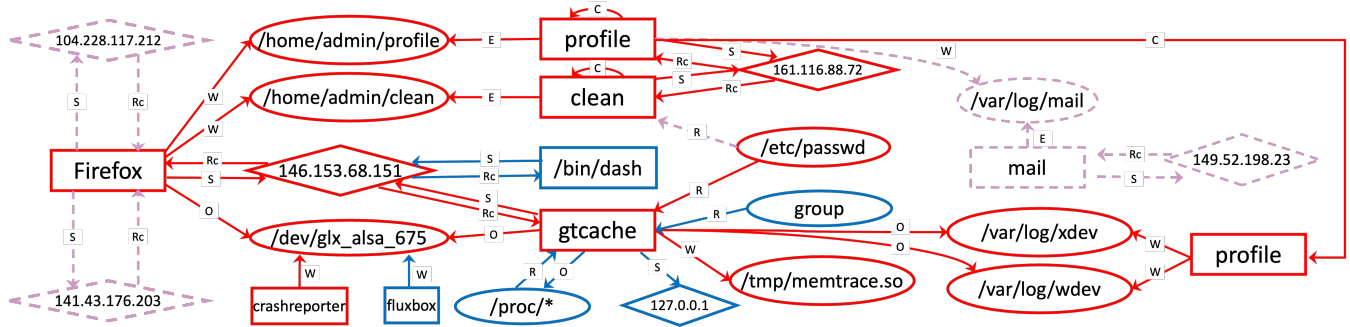 C
104.228.117.212
/home/admin/profile
E
profile
S
W
C
Rc
161.116.88.72
S
Rc
C
S
Rc
W
/home/admin/clean
E
clean
/var/log/mail
W
R
E
Firefox
Rc
S
146.153.68.151
S
Rc
/bin/dash
/etc/passwd
mail
Rc
S
149.52.198.23
R
O
S
Rc
R
group
S
Rc
/dev/glx_alsa_675
O
gtcache
O
O
/var/log/xdev
W
W
profile
W
W
R
O
S
W
/tmp/memtrace.so
/var/log/wdev
141.43.176.203
crashreporter
fluxbox
/proc/*
127.0.0.1